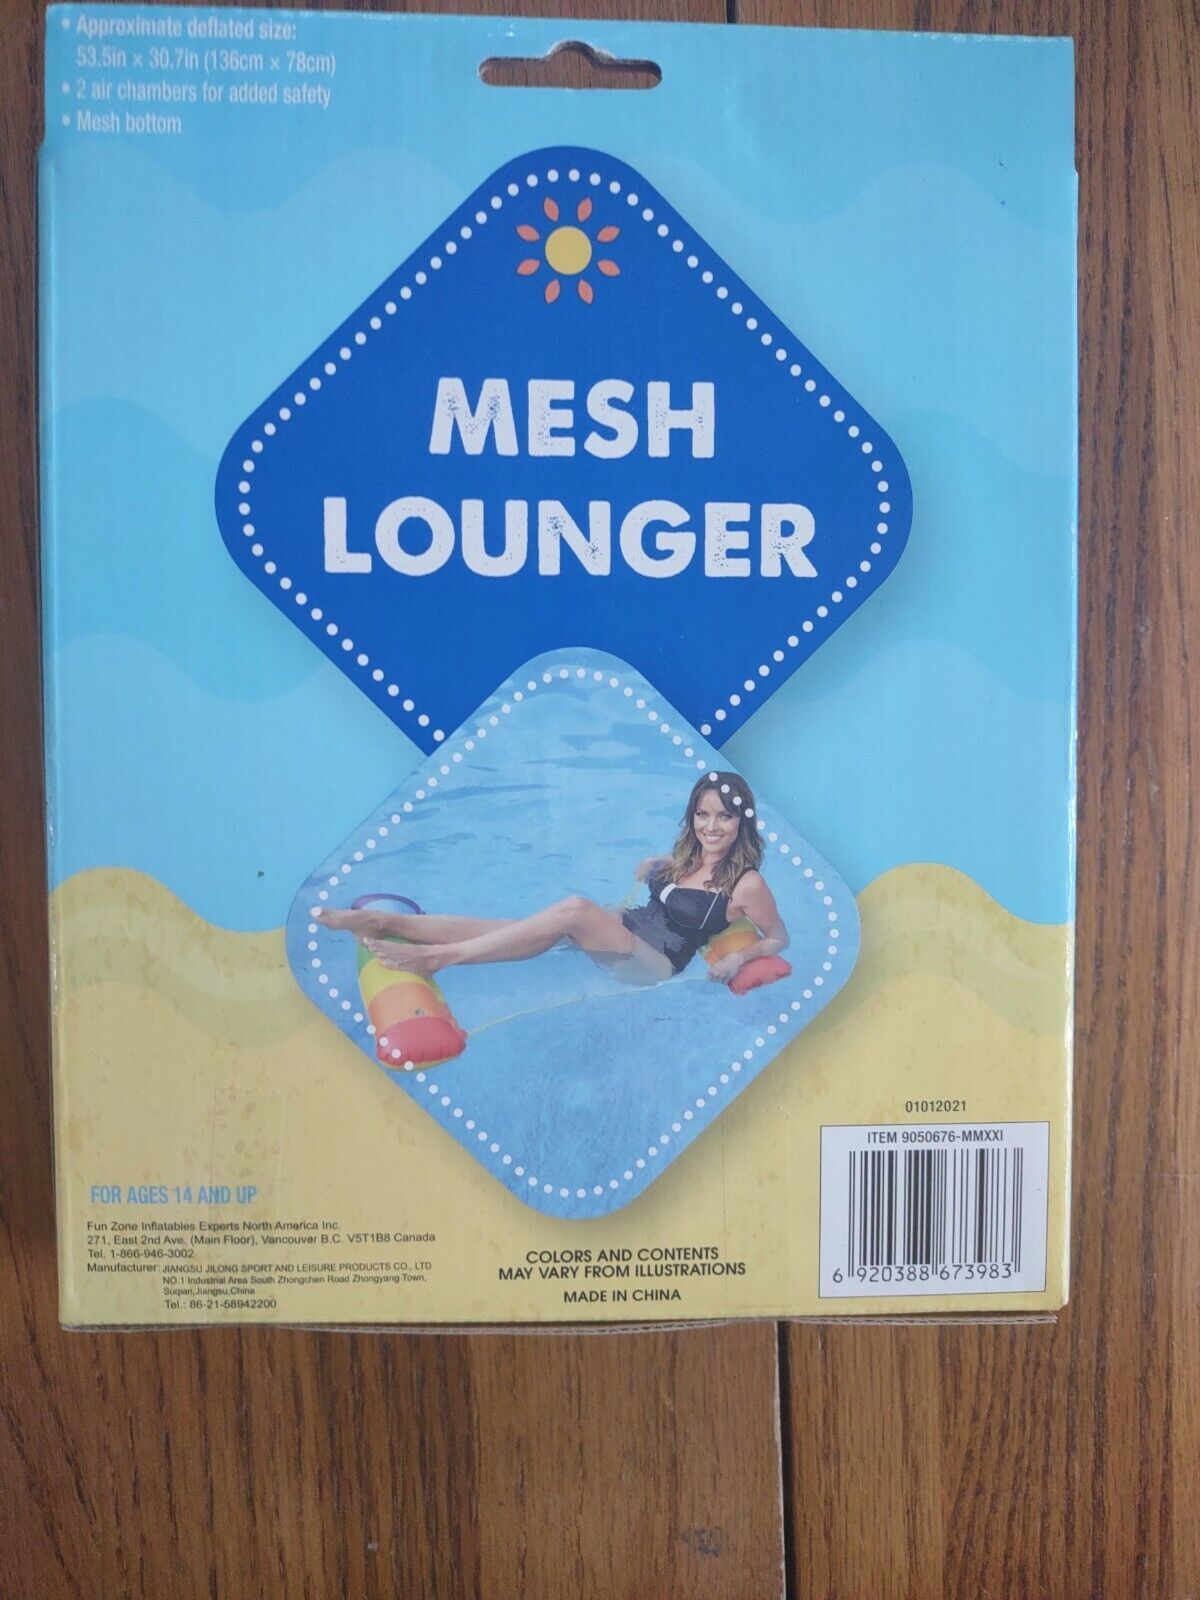 • Approximate deflated size:
53.5in × 30.7in (136cm × 78cm)
• 2 air chambers for added safety
• Mesh bottom
MESH
LOUNGER
FOR AGES 14 AND UP
Fun Zone Inflatables Experts North America Inc.
271, East 2nd Ave. (Main Floor), Vancouver B.C. V5T1B8 Canada
Tel. 1-866-946-3002
Manufacturer: JIANGSU JILONG SPORT AND LEISURE PRODUCTS CO., LTD
NO.1 Industrial Area South Zhongchen Road Zhongyang Town,
Suqian,Jiangsu,China
Tel.: 86-21-58942200
COLORS AND CONTENTS
MAY VARY FROM ILLUSTRATIONS
MADE IN CHINA
01012021
ITEM 9050676-MMXXI
6 920388 673983